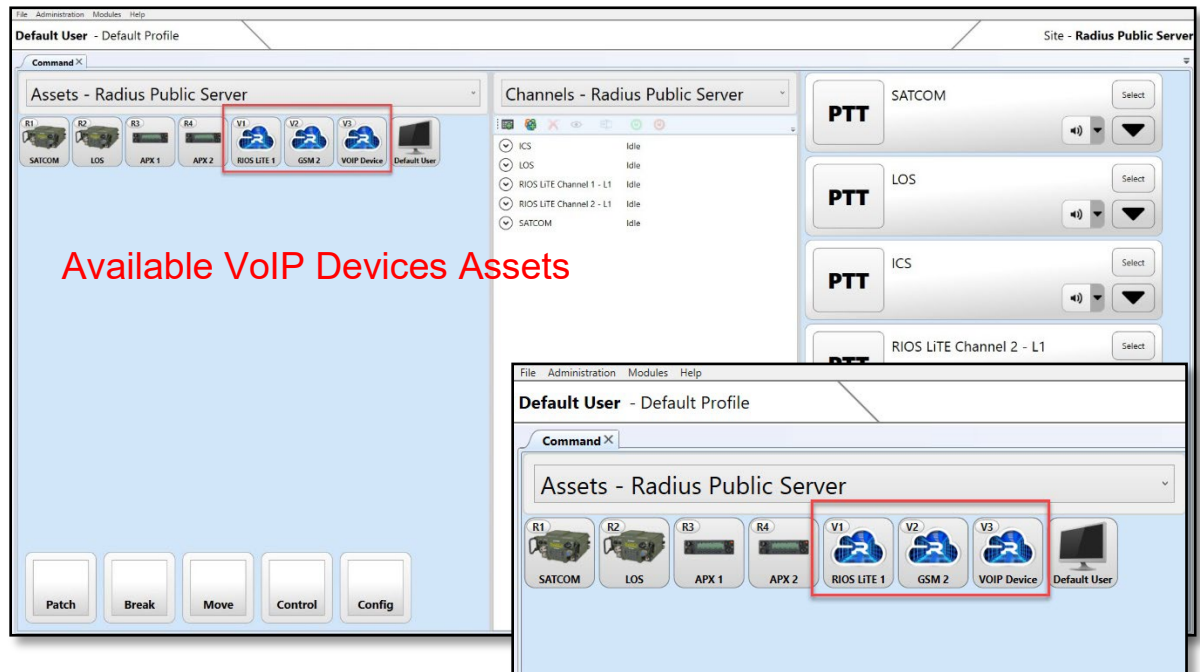 File Administration Modules Help
Default User - Default Profile
Site - Radius Public Server
Command
Assets - Radius Public Server
R1 R2 R3 R4 V1 V2 V3
SATCOM LOS APX 1 APX 2 RIOS LiTE 1 GSM 2 VOIP Device Default User
Available VoIP Devices Assets
Patch Break Move Control Config
Channels - Radius Public Server
ICS Idle
LOS Idle
RIOS LiTE Channel 1 - L1 Idle
RIOS LiTE Channel 2 - L1 Idle
SATCOM Idle
PTT SATCOM Select
PTT LOS Select
PTT ICS Select
PTT RIOS LiTE Channel 2 - L1 Select
File Administration Modules Help
Default User - Default Profile
Command
Assets - Radius Public Server
R1 R2 R3 R4 V1 V2 V3
SATCOM LOS APX 1 APX 2 RIOS LiTE 1 GSM 2 VOIP Device Default User